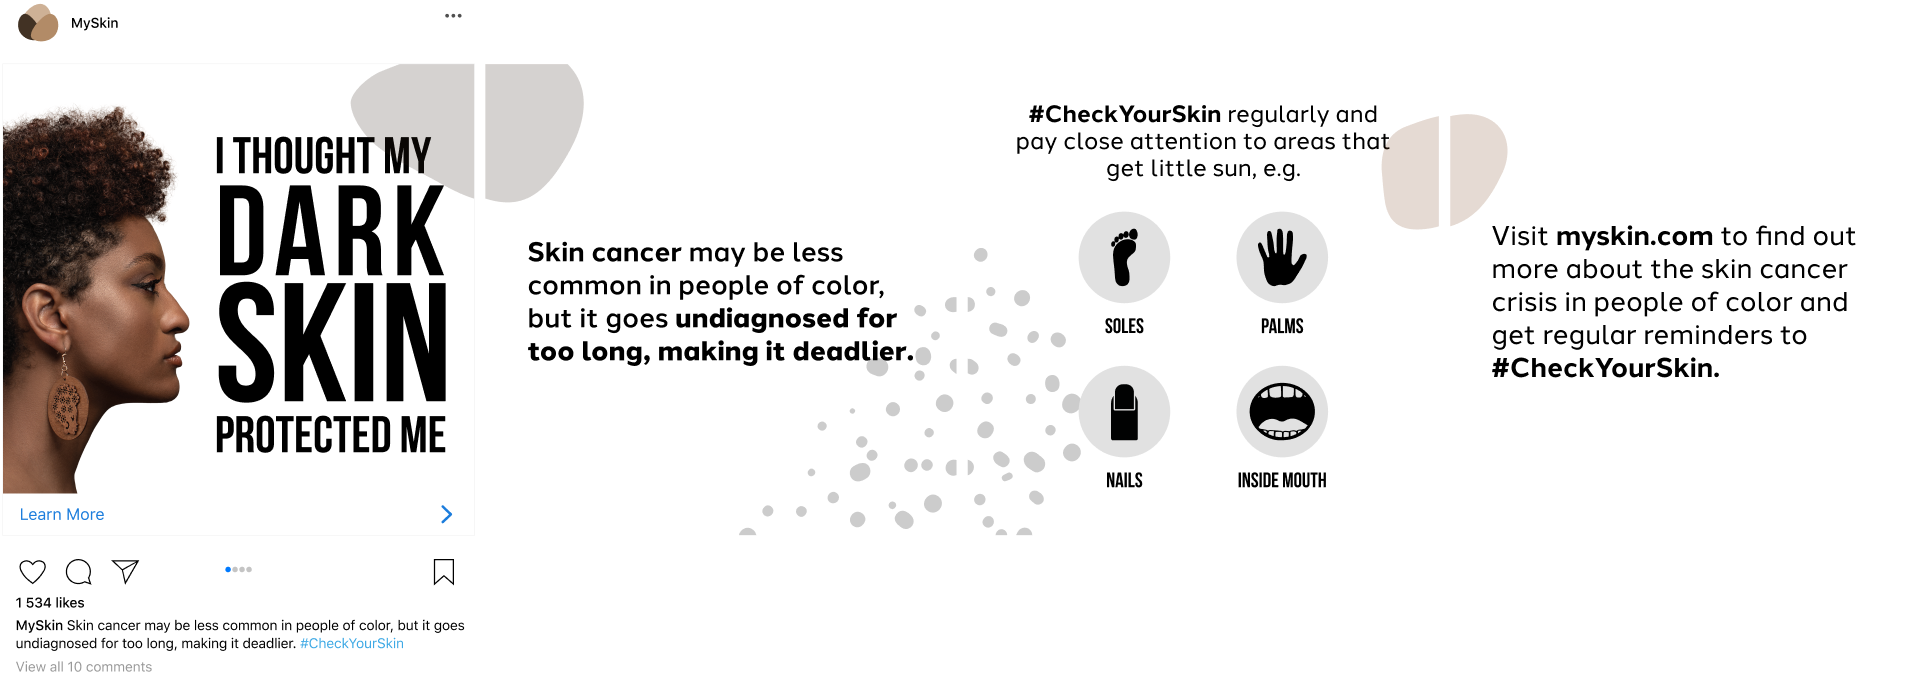 MySkin
I THOUGHT MY
DARK
SKIN
PROTECTED ME
Learn More
1 534 likes
MySkin Skin cancer may be less common in people of color, but it goes
undiagnosed for too long, making it deadlier. #CheckYourSkin
View all 10 comments
Skin cancer may be less
common in people of color,
but it goes undiagnosed for
too long, making it deadlier.
#CheckYourSkin regularly and
pay close attention to areas that
get little sun, e.g.
SOLES
PALMS
NAILS
INSIDE MOUTH
Visit myskin.com to find out
more about the skin cancer
crisis in people of color and
get regular reminders to
#CheckYourSkin.